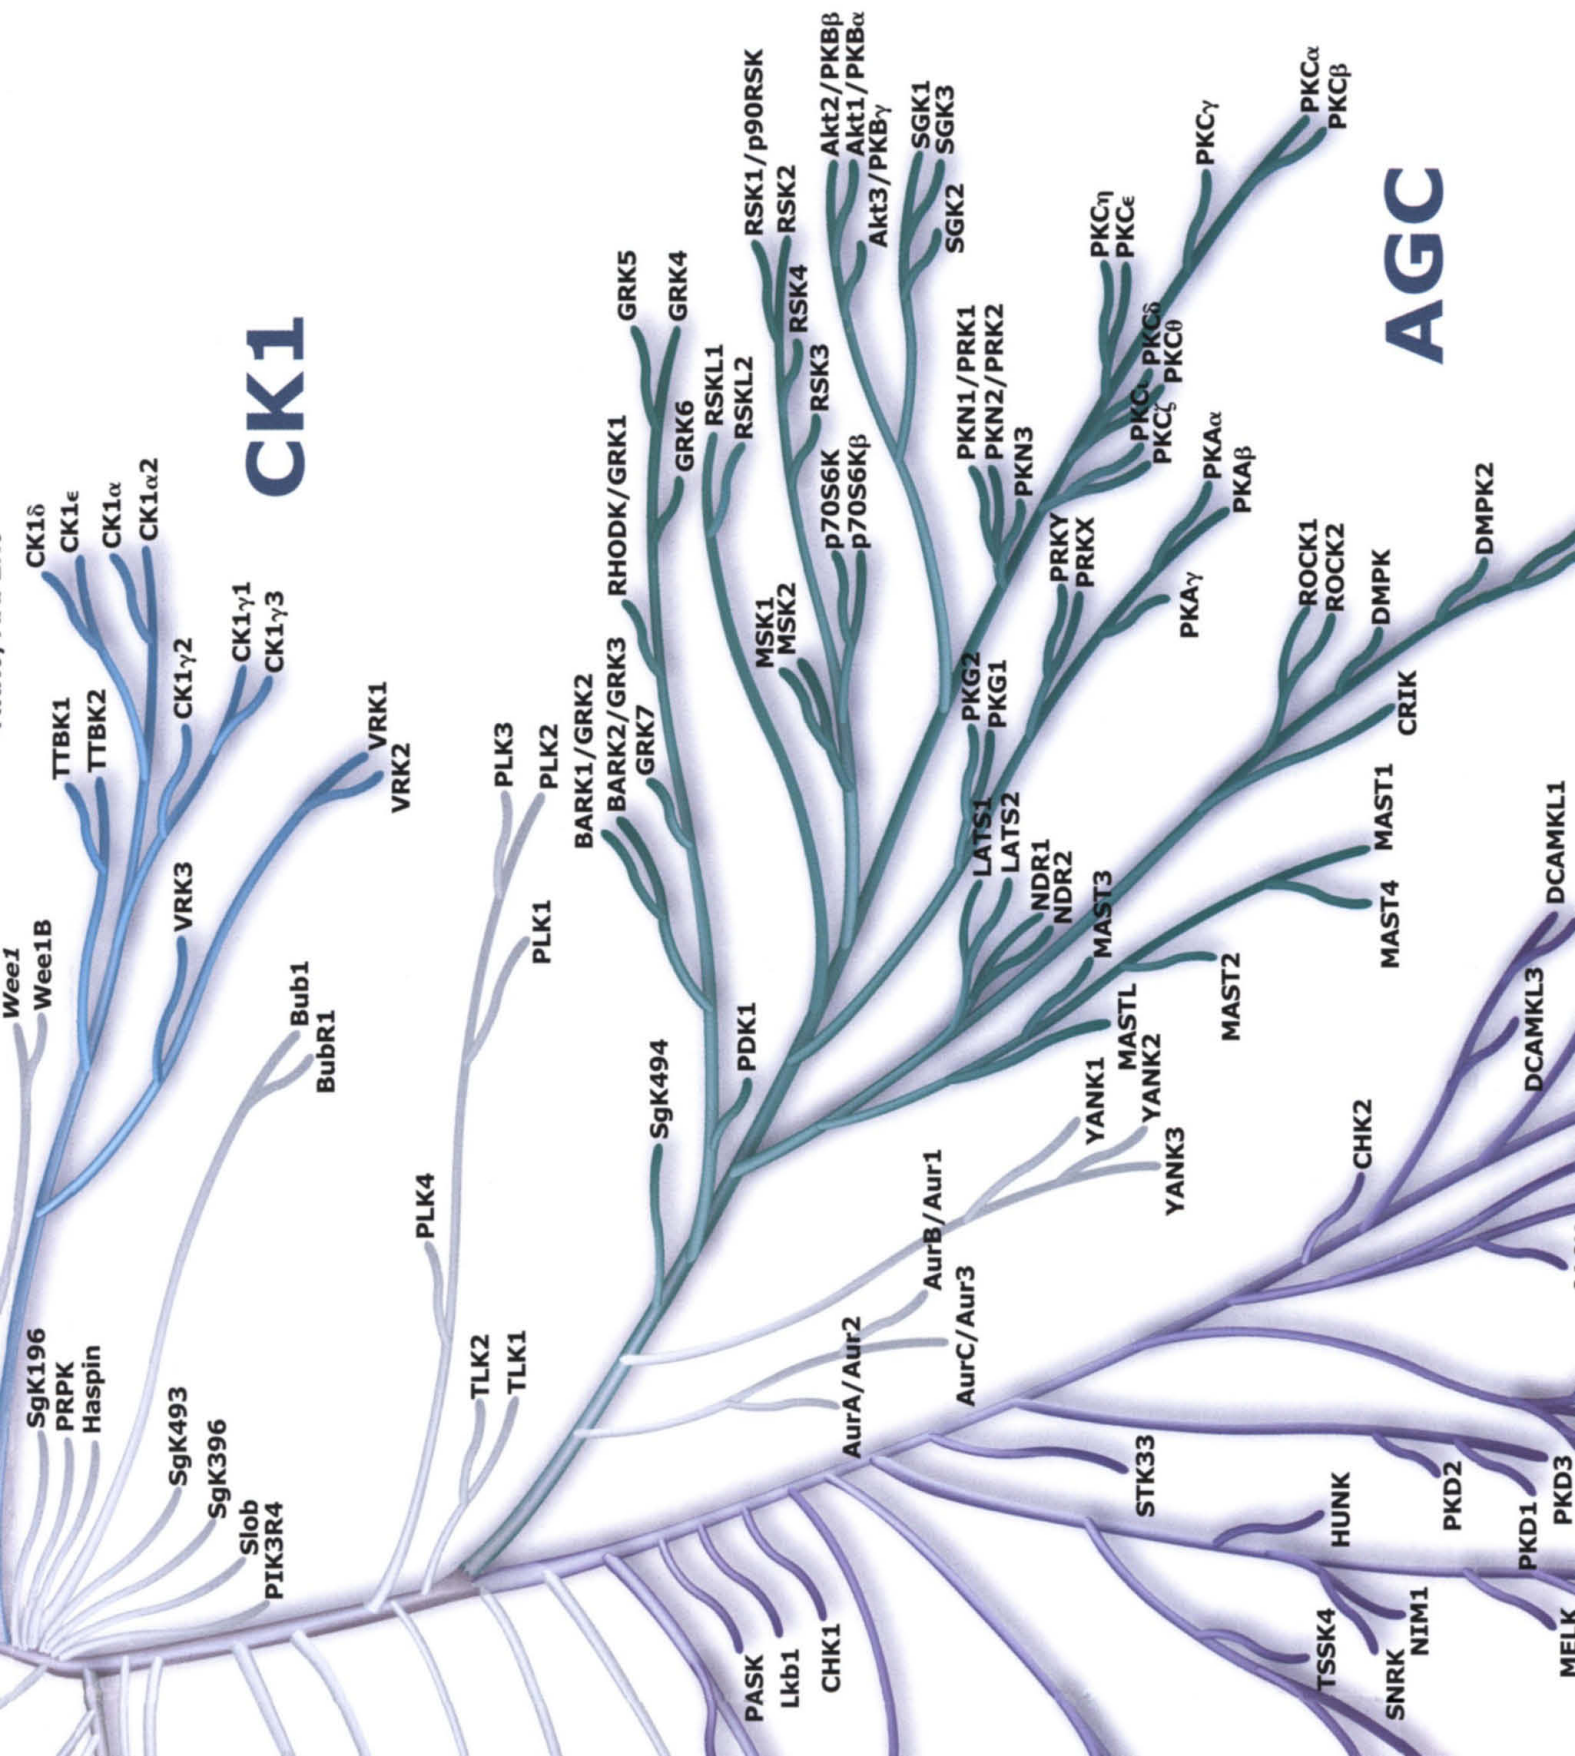 CK1δ
CK1ϵ
CK1α
CK1α2
CK1
TTBK1
TTBK2
CK1γ2
CK1γ1
CK1γ3
VRK1
VRK2
VRK3
Wee1
Wee1B
Bub1
BubR1
SgK196
PRPK
Haspin
SgK493
SgK396
Slob
PIK3R4
PLK3
PLK2
PLK1
PLK4
TLK2
TLK1
GRK5
GRK4
GRK6
RHODK/GRK1
BARK1/GRK2
BARK2/GRK3
GRK7
RSKL1
RSKL2
RSK1/p90RSK
RSK2
RSK4
RSK3
p70S6K
p70S6Kβ
MSK1
MSK2
Akt2/PKBβ
Akt1/PKBα
Akt3/PKBγ
SGK1
SGK3
SGK2
PKN1/PRK1
PKN2/PRK2
PKN3
PKCα
PKCβ
PKCγ
PKCη
PKCϵ
PKCδ
PKCθ
PKCι
PKCζ
AGC
PRKY
PRKX
PKAα
PKAβ
PKAγ
PKG2
PKG1
LATS1
LATS2
NDR1
NDR2
ROCK1
ROCK2
DMPK
DMPK2
CRIK
MAST1
MAST4
MAST3
MAST2
MASTL
SgK494
PDK1
YANK1
YANK2
YANK3
AurB/Aur1
AurA/Aur2
AurC/Aur3
CHK2
DCAMKL1
DCAMKL3
STK33
HUNK
PKD2
PKD1
PKD3
TSSK4
SNRK
NIM1
MELK
PASK
Lkb1
CHK1